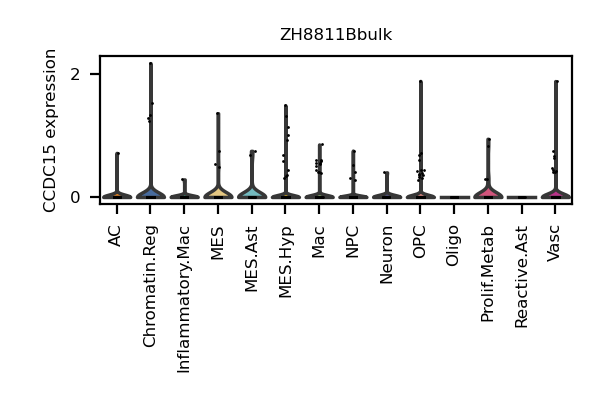 ZH8811Bbulk
CCDC15 expression
2
0
AC
Chromatin.Reg
Inflammatory.Mac
MES
MES.Ast
MES.Hyp
Mac
NPC
Neuron
OPC
Oligo
Prolif.Metab
Reactive.Ast
Vasc